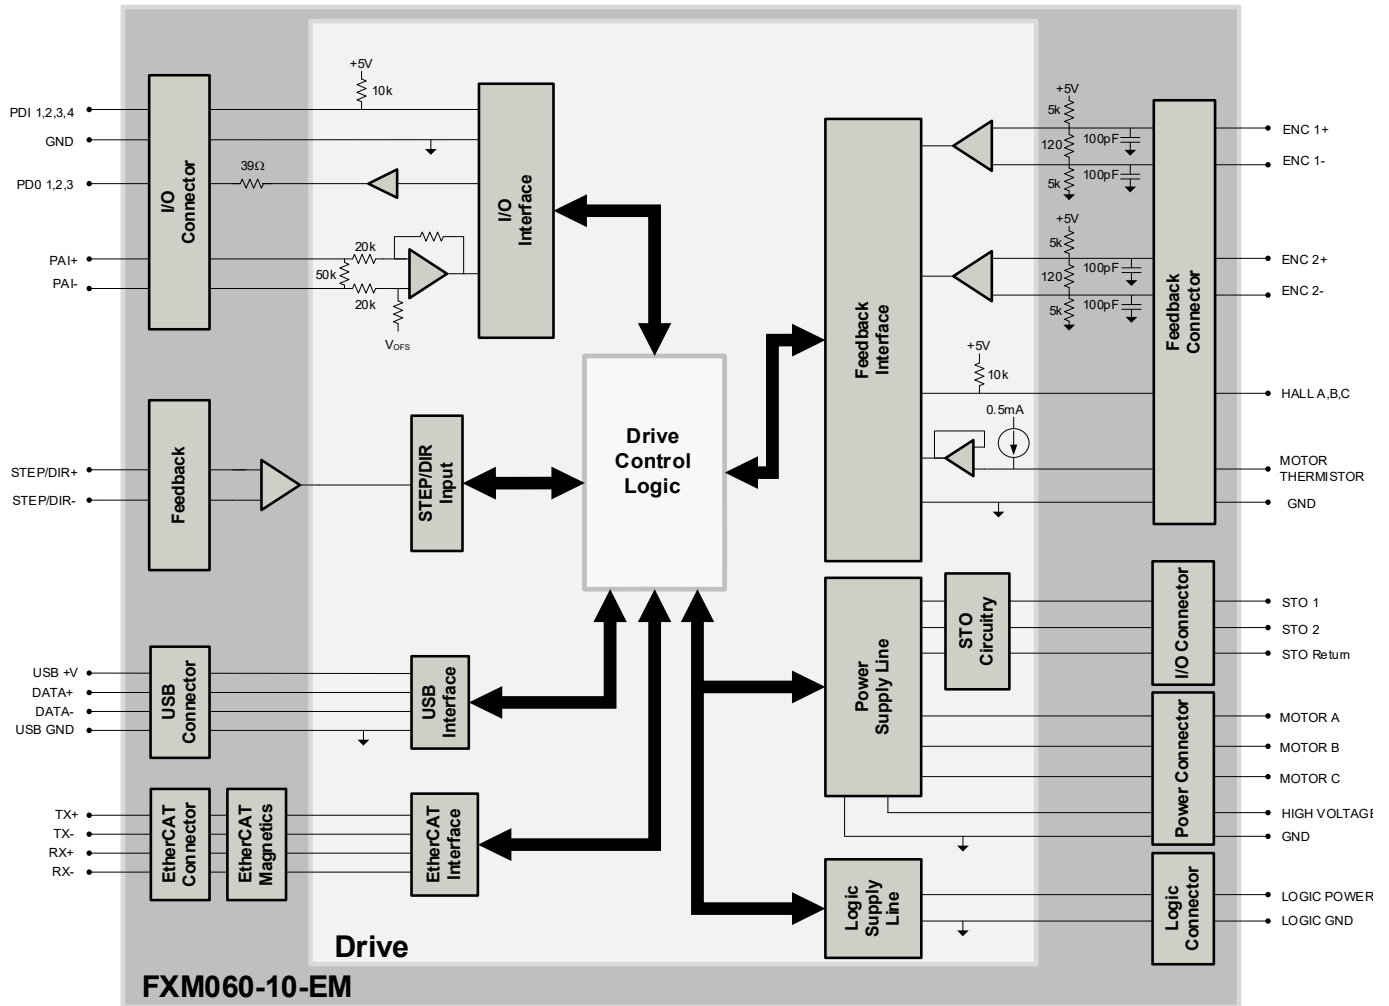 PDI 1,2,3,4
GND
PD0 1,2,3
PAI+
PAI-
I/O
Connector
+5V
10k
39Ω
20k
50k
20k
VOFS
I/O
Interface
STEP/DIR+
STEP/DIR-
Feedback
STEP/DIR
Input
USB +V
DATA+
DATA-
USB GND
USB
Connector
USB
Interface
TX+
TX-
RX+
RX-
EtherCAT
Connector
EtherCAT
Magnetics
EtherCAT
Interface
Drive
Control
Logic
Feedback
Interface
+5V
5k
120
5k
100pF
100pF
+5V
5k
120
5k
100pF
100pF
+5V
10k
0.5mA
Feedback
Connector
ENC 1+
ENC 1-
ENC 2+
ENC 2-
HALL A,B,C
MOTOR
THERMISTOR
GND
Power
Supply Line
STO
Circuitry
I/O Connector
STO 1
STO 2
STO Return
Power Connector
MOTOR A
MOTOR B
MOTOR C
HIGH VOLTAGE
GND
Logic
Supply
Line
Logic
Connector
LOGIC POWER
LOGIC GND
Drive
FXM060-10-EM